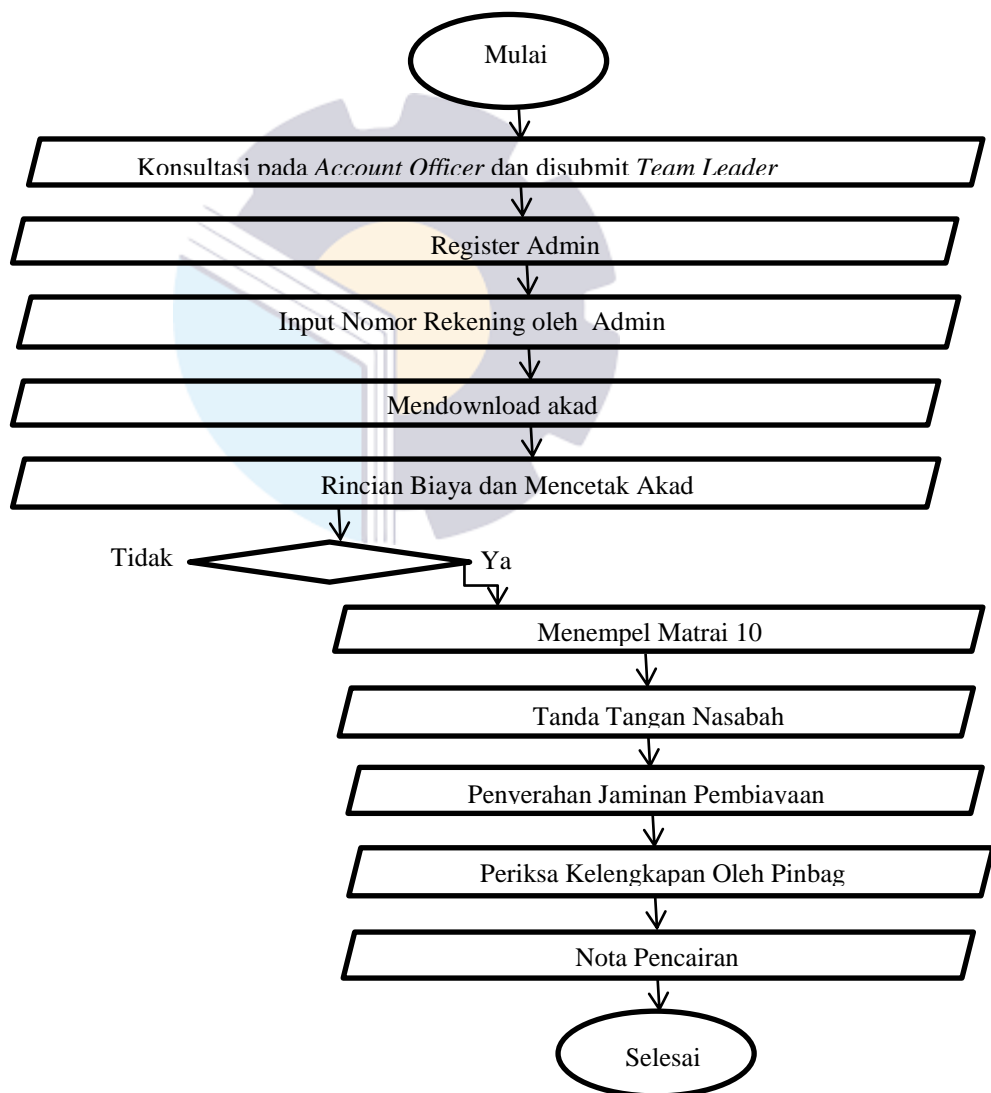 Mulai
Konsultasi pada Account Officer dan disubmit Team Leader
Register Admin
Input Nomor Rekening oleh Admin
Mendownload akad
Rincian Biaya dan Mencetak Akad
Tidak
Ya
Menempel Matrai 10
Tanda Tangan Nasabah
Penyerahan Jaminan Pembiayaan
Periksa Kelengkapan Oleh Pinbag
Nota Pencairan
Selesai